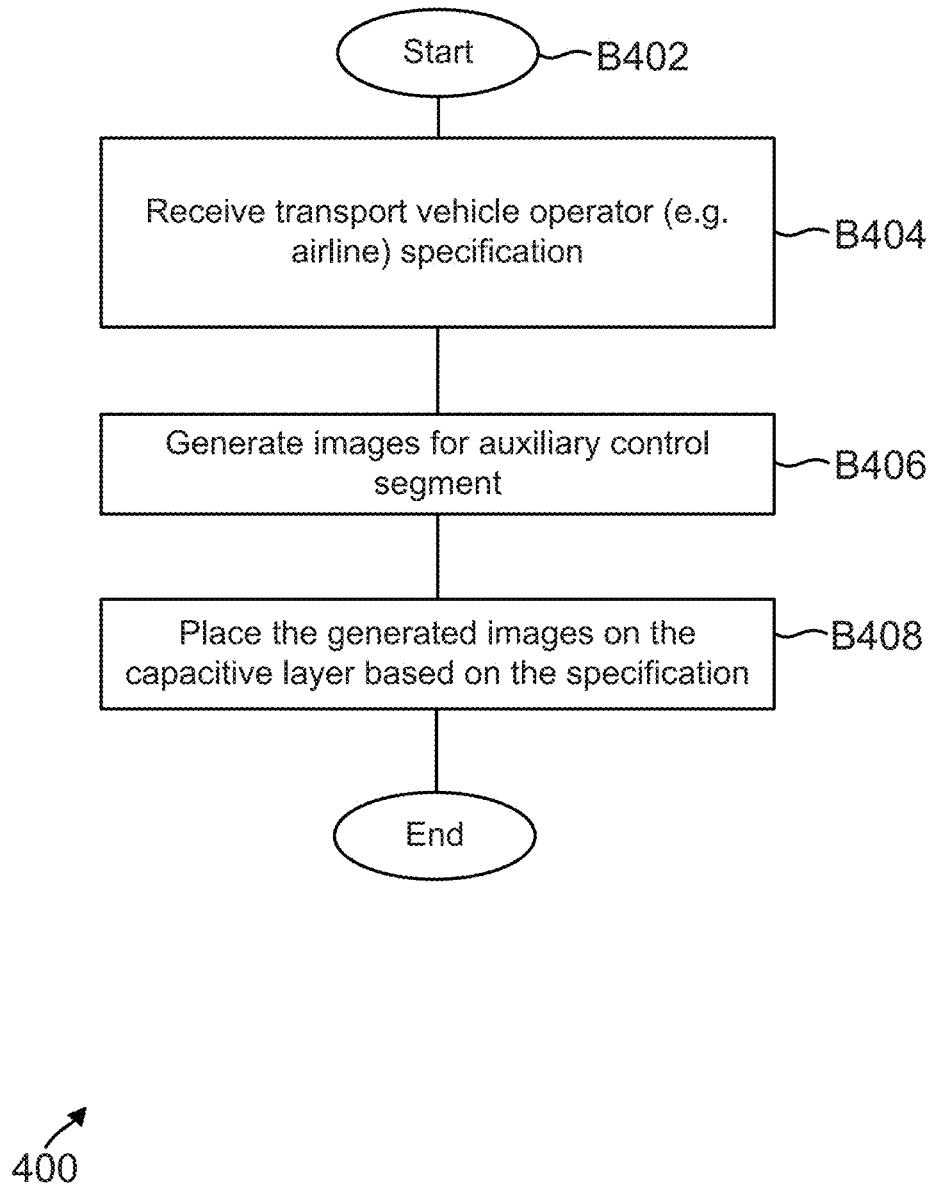 Start
B402
Receive transport vehicle operator (e.g.
airline) specification
B404
Generate images for auxiliary control
segment
B406
Place the generated images on the
capacitive layer based on the specification
B408
End
400